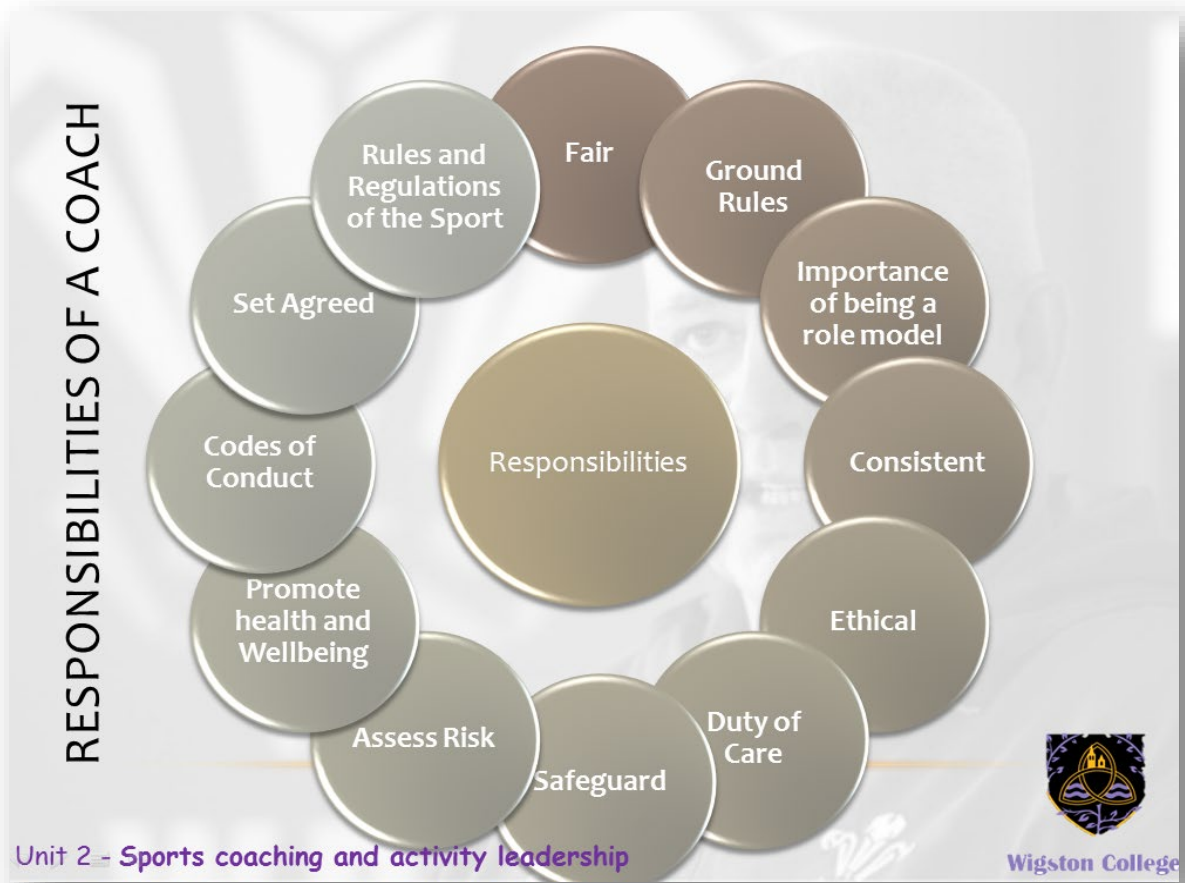 RESPONSIBILITIES OF A COACH
Fair
Ground
Rules
Importance
of being a
role model
Consistent
Ethical
Duty of
Care
Safeguard
Assess Risk
Promote
health and
Wellbeing
Codes of
Conduct
Set Agreed
Rules and
Regulations
of the Sport
Responsibilities
Unit 2 - Sports coaching and activity leadership
Wigston College